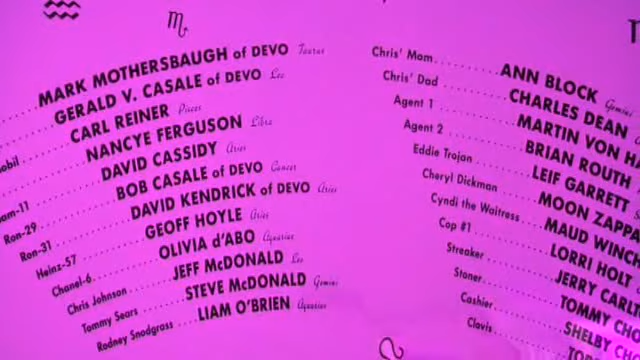 MARK MOTHERSBAUGH of DEVO Taurus
GERALD V. CASALE of DEVO Leo
CARL REINER Pisces
NANCYE FERGUSON Libra
DAVID CASSIDY Aries
BOB CASALE of DEVO Cancer
Ron-29 DAVID KENDRICK of DEVO Aries
Ron-31 GEOFF HOYLE Aries
Heinz-57 OLIVIA d'ABO Aquarius
Chanel-6 JEFF McDONALD Leo
Chris Johnson STEVE McDONALD Gemini
Tommy Sears LIAM O'BRIEN Aquarius
Rodney Snodgrass
Chris' Mom ANN BLOCK Gemini
Chris' Dad CHARLES DEAN
Agent 1 MARTIN VON
Agent 2 BRIAN ROUTH
Eddie Trojan LEIF GARRETT
Cheryl Dickman MOON ZAPPA
Cyndi the Waitress MAUD
Cop #1 LORRI HOLT
Streaker JERRY
Stoner TOMMY
Cashier SHELBY
Clavis